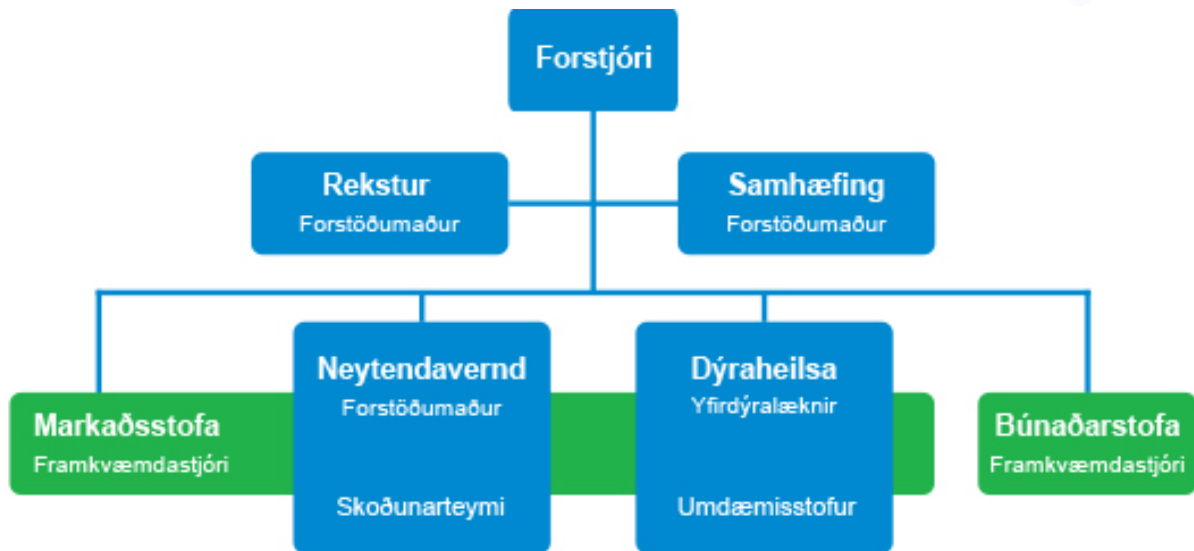 Forstjóri
Rekstur
Forstöðumaður
Samhæfing
Forstöðumaður
Markaðsstofa
Framkvæmdastjóri
Neytendavernd
Forstöðumaður
Skoðunarteymi
Dýraheilsa
Yfirdýralæknir
Umdæmisstofur
Búnaðarstofa
Framkvæmdastjóri